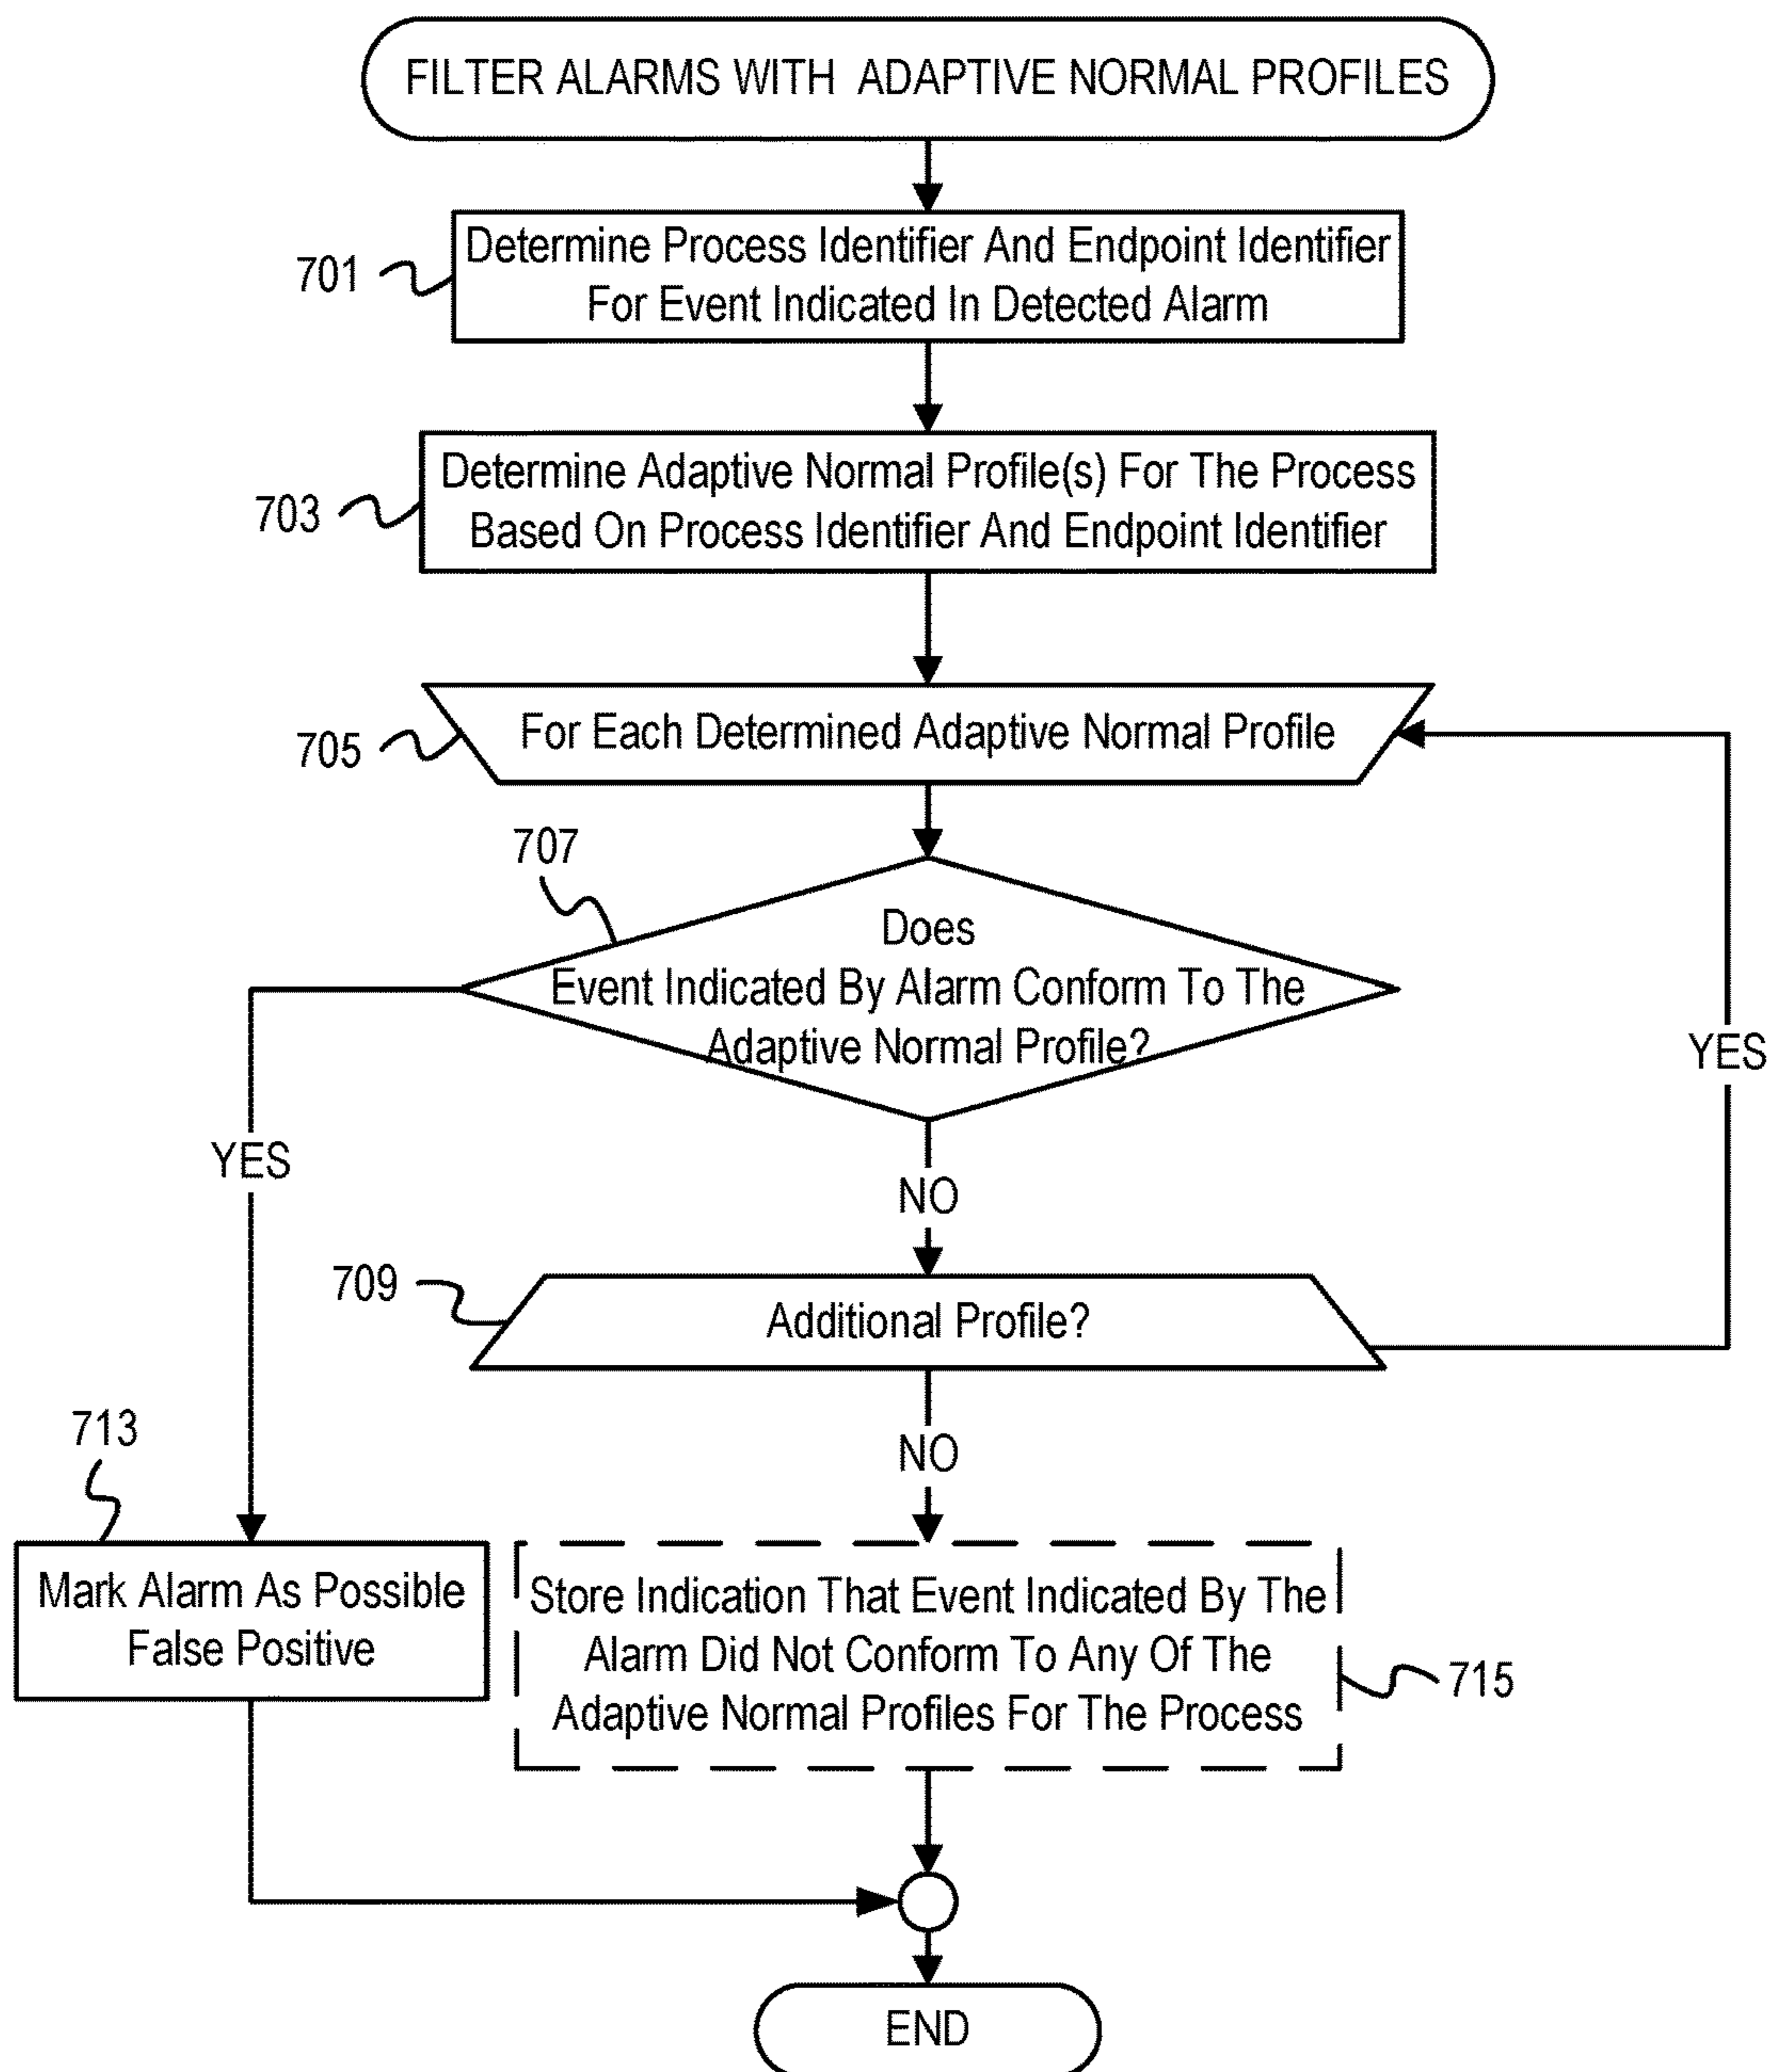 FILTER ALARMS WITH ADAPTIVE NORMAL PROFILES
701
Determine Process Identifier And Endpoint Identifier
For Event Indicated In Detected Alarm
703
Determine Adaptive Normal Profile(s) For The Process
Based On Process Identifier And Endpoint Identifier
705
For Each Determined Adaptive Normal Profile
707
Does
Event Indicated By Alarm Conform To The
Adaptive Normal Profile?
YES
YES
NO
709
Additional Profile?
NO
713
Mark Alarm As Possible
False Positive
Store Indication That Event Indicated By The
Alarm Did Not Conform To Any Of The
Adaptive Normal Profiles For The Process
715
END